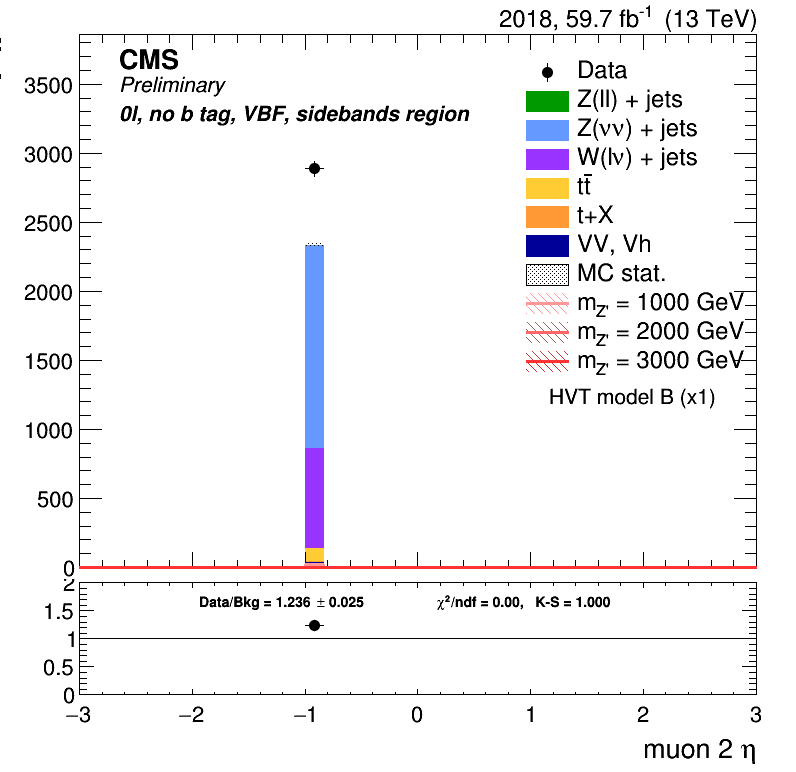 2018, 59.7 fb⁻¹ (13 TeV)
CMS
Preliminary
0l, no b tag, VBF, sidebands region
Data
Z(ll) + jets
Z(νν) + jets
W(lν) + jets
tt̄
t+X
VV, Vh
MC stat.
m_Z' = 1000 GeV
m_Z' = 2000 GeV
m_Z' = 3000 GeV
HVT model B (x1)
3500
3000
2500
2000
1500
1000
500
0
Data/Bkg = 1.236 ± 0.025 χ²/ndf = 0.00, K-S = 1.000
2
1.5
1
0.5
0
−3 −2 −1 0 1 2 3
muon 2 η